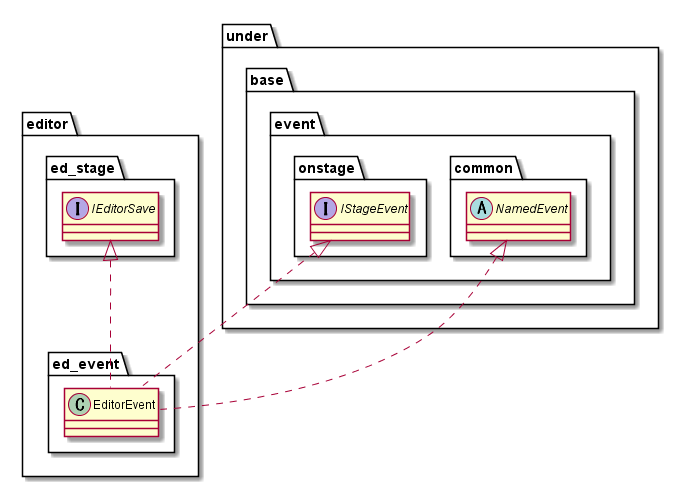 under
base
event
editor
ed_stage
onstage
common
I IEditorSave
I IStageEvent
A NamedEvent
ed_event
C EditorEvent